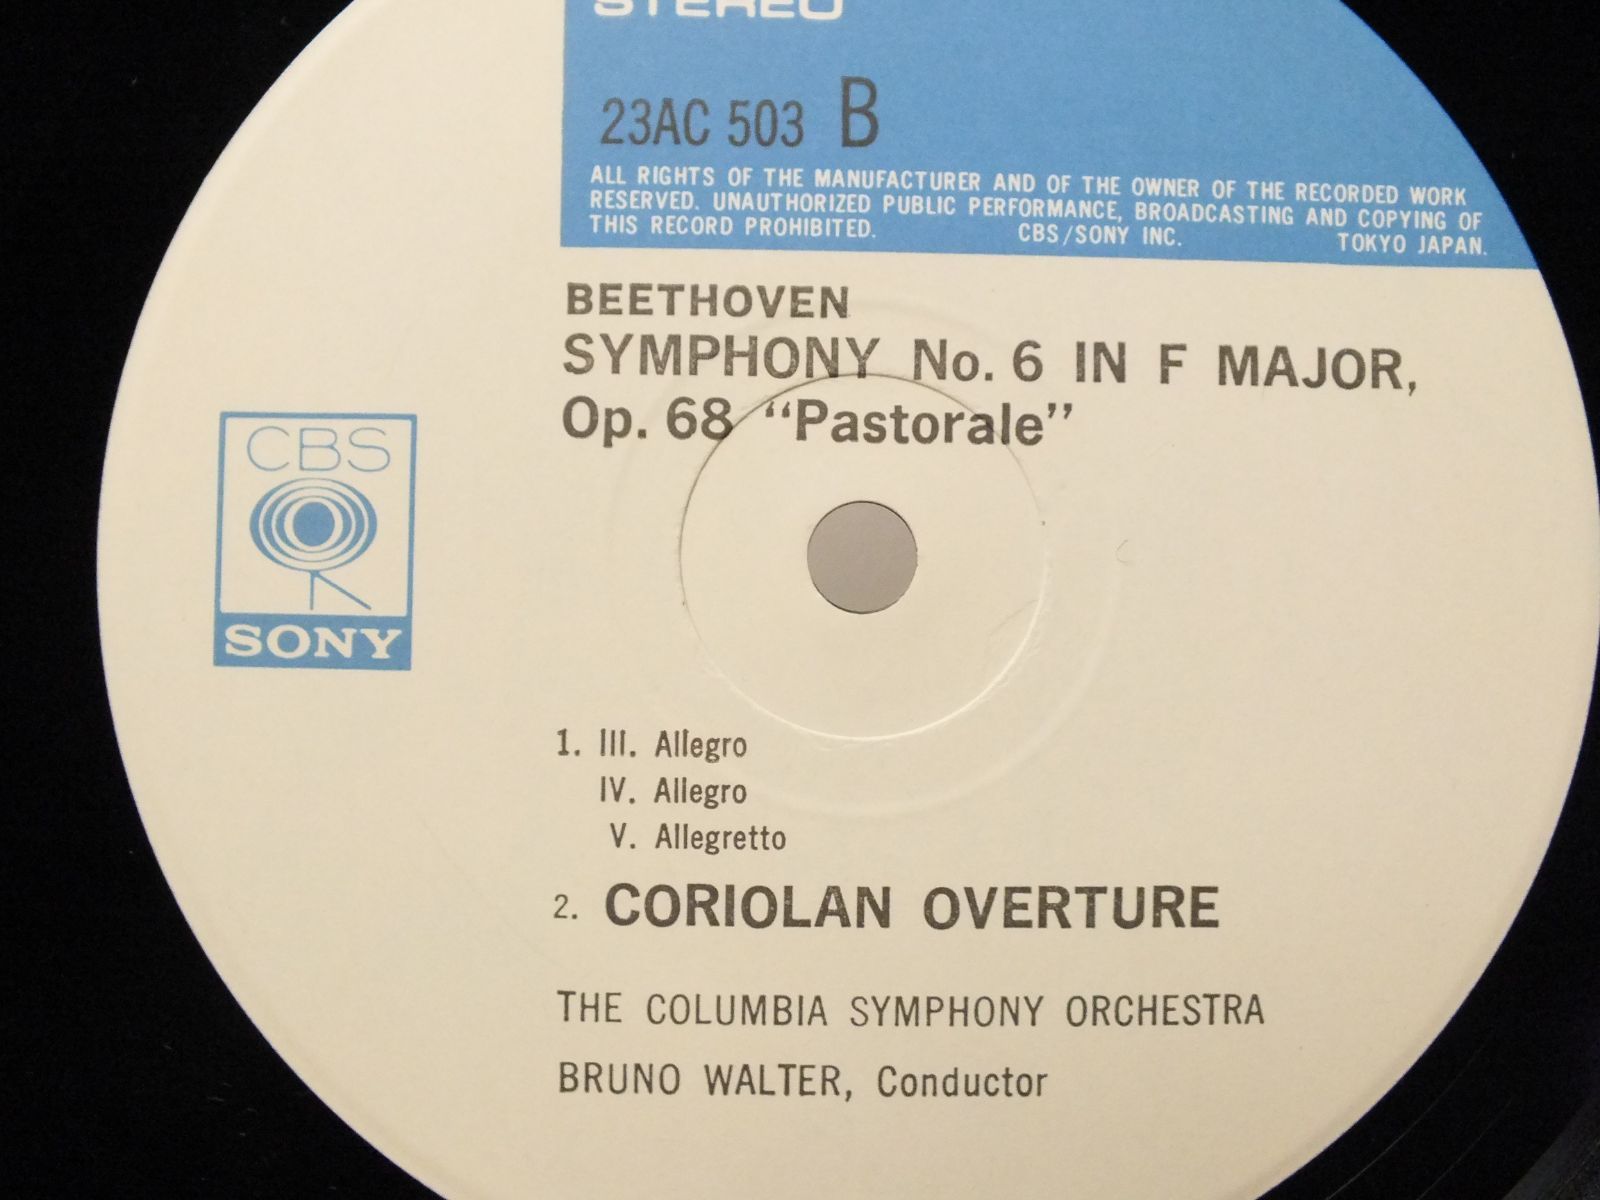 STEREO
23AC 503 B
ALL RIGHTS OF THE MANUFACTURER AND OF THE OWNER OF THE RECORDED WORK
RESERVED. UNAUTHORIZED PUBLIC PERFORMANCE, BROADCASTING AND COPYING OF
THIS RECORD PROHIBITED. CBS/SONY INC. TOKYO JAPAN.
BEETHOVEN
SYMPHONY No. 6 IN F MAJOR,
Op. 68 “Pastorale”
CBS
SONY
1. III. Allegro
IV. Allegro
V. Allegretto
2. CORIOLAN OVERTURE
THE COLUMBIA SYMPHONY ORCHESTRA
BRUNO WALTER, Conductor